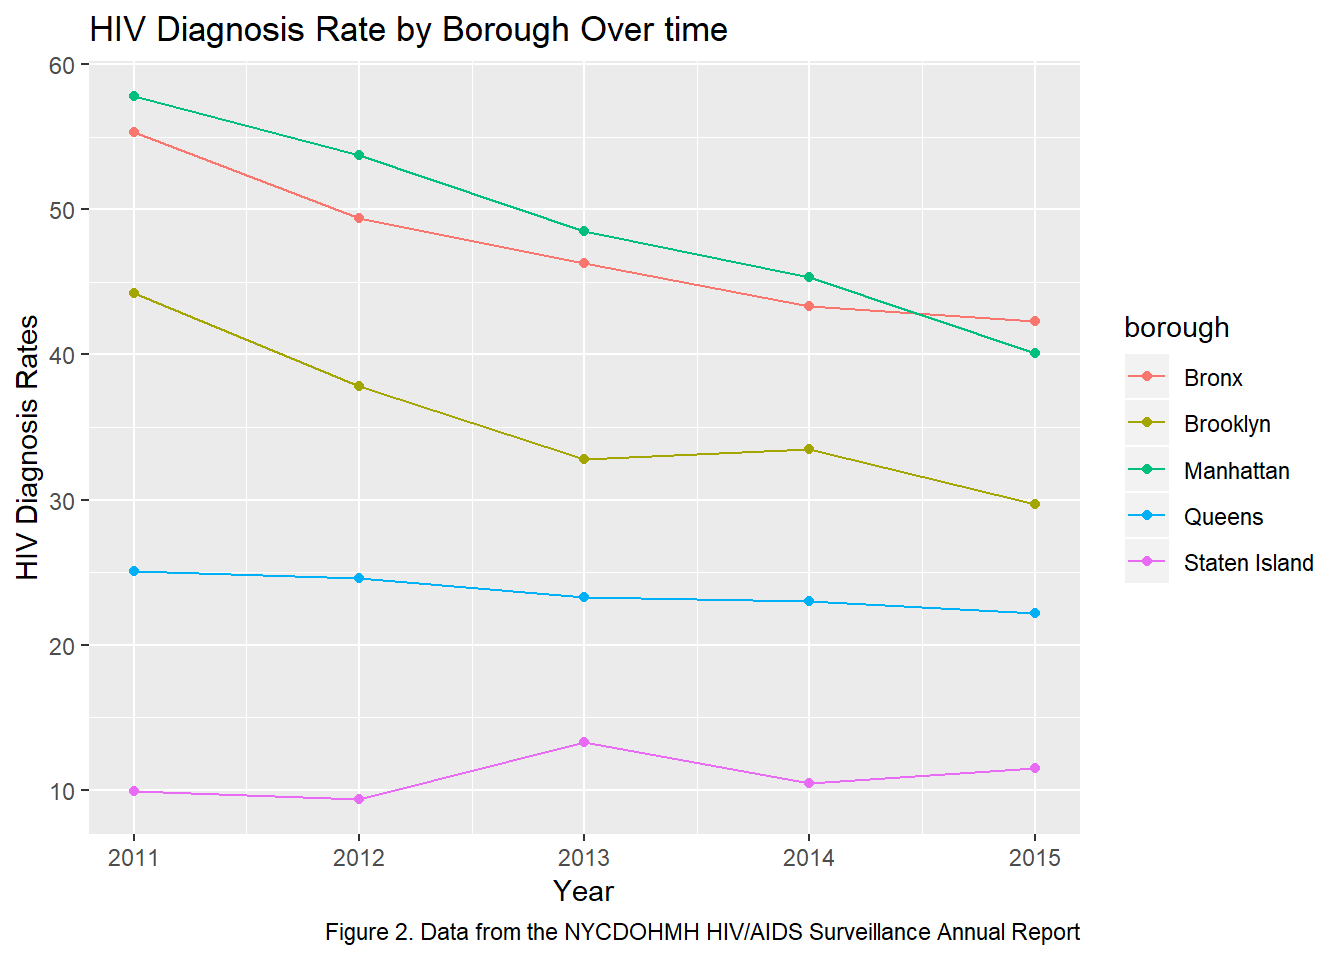 HIV Diagnosis Rate by Borough Over time
HIV Diagnosis Rates
60
50
40
30
20
10
2011 2012 2013 2014 2015
Year
borough
Bronx
Brooklyn
Manhattan
Queens
Staten Island
Figure 2. Data from the NYCDOHMH HIV/AIDS Surveillance Annual Report